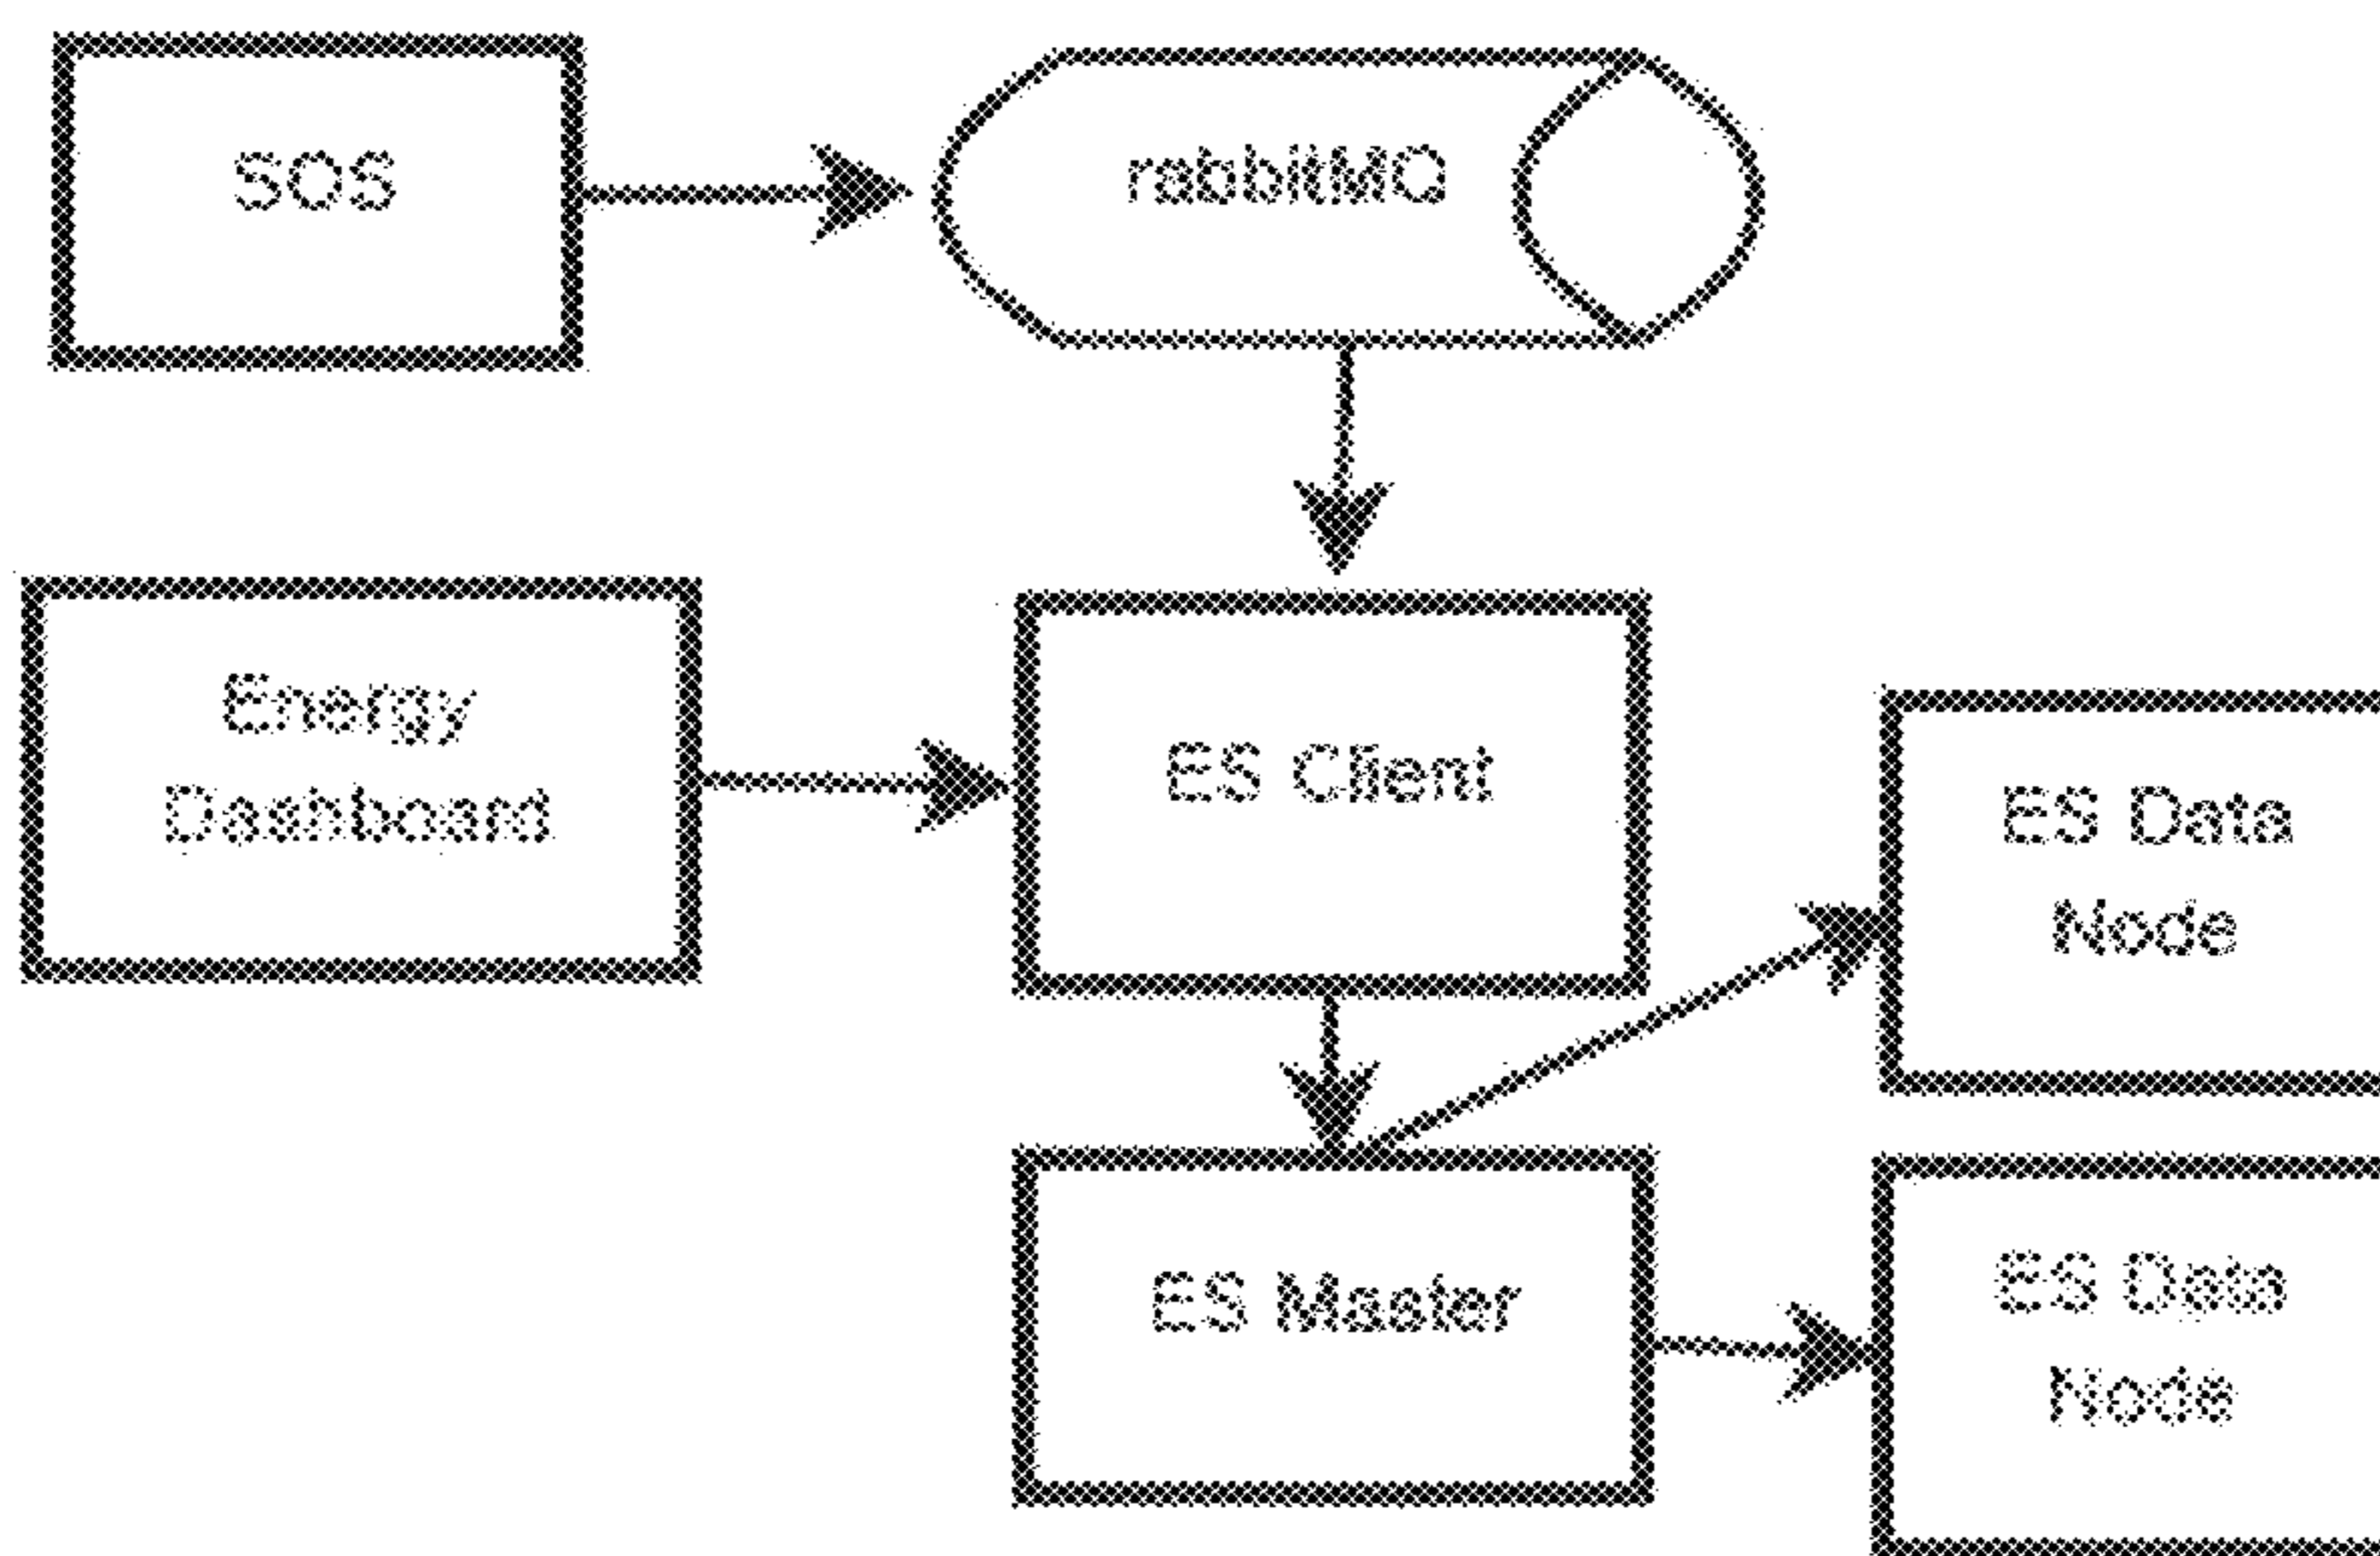 SOS
rabbitMQ
Energy
Dashboard
ES Client
ES Data
Node
ES Master
ES Data
Node